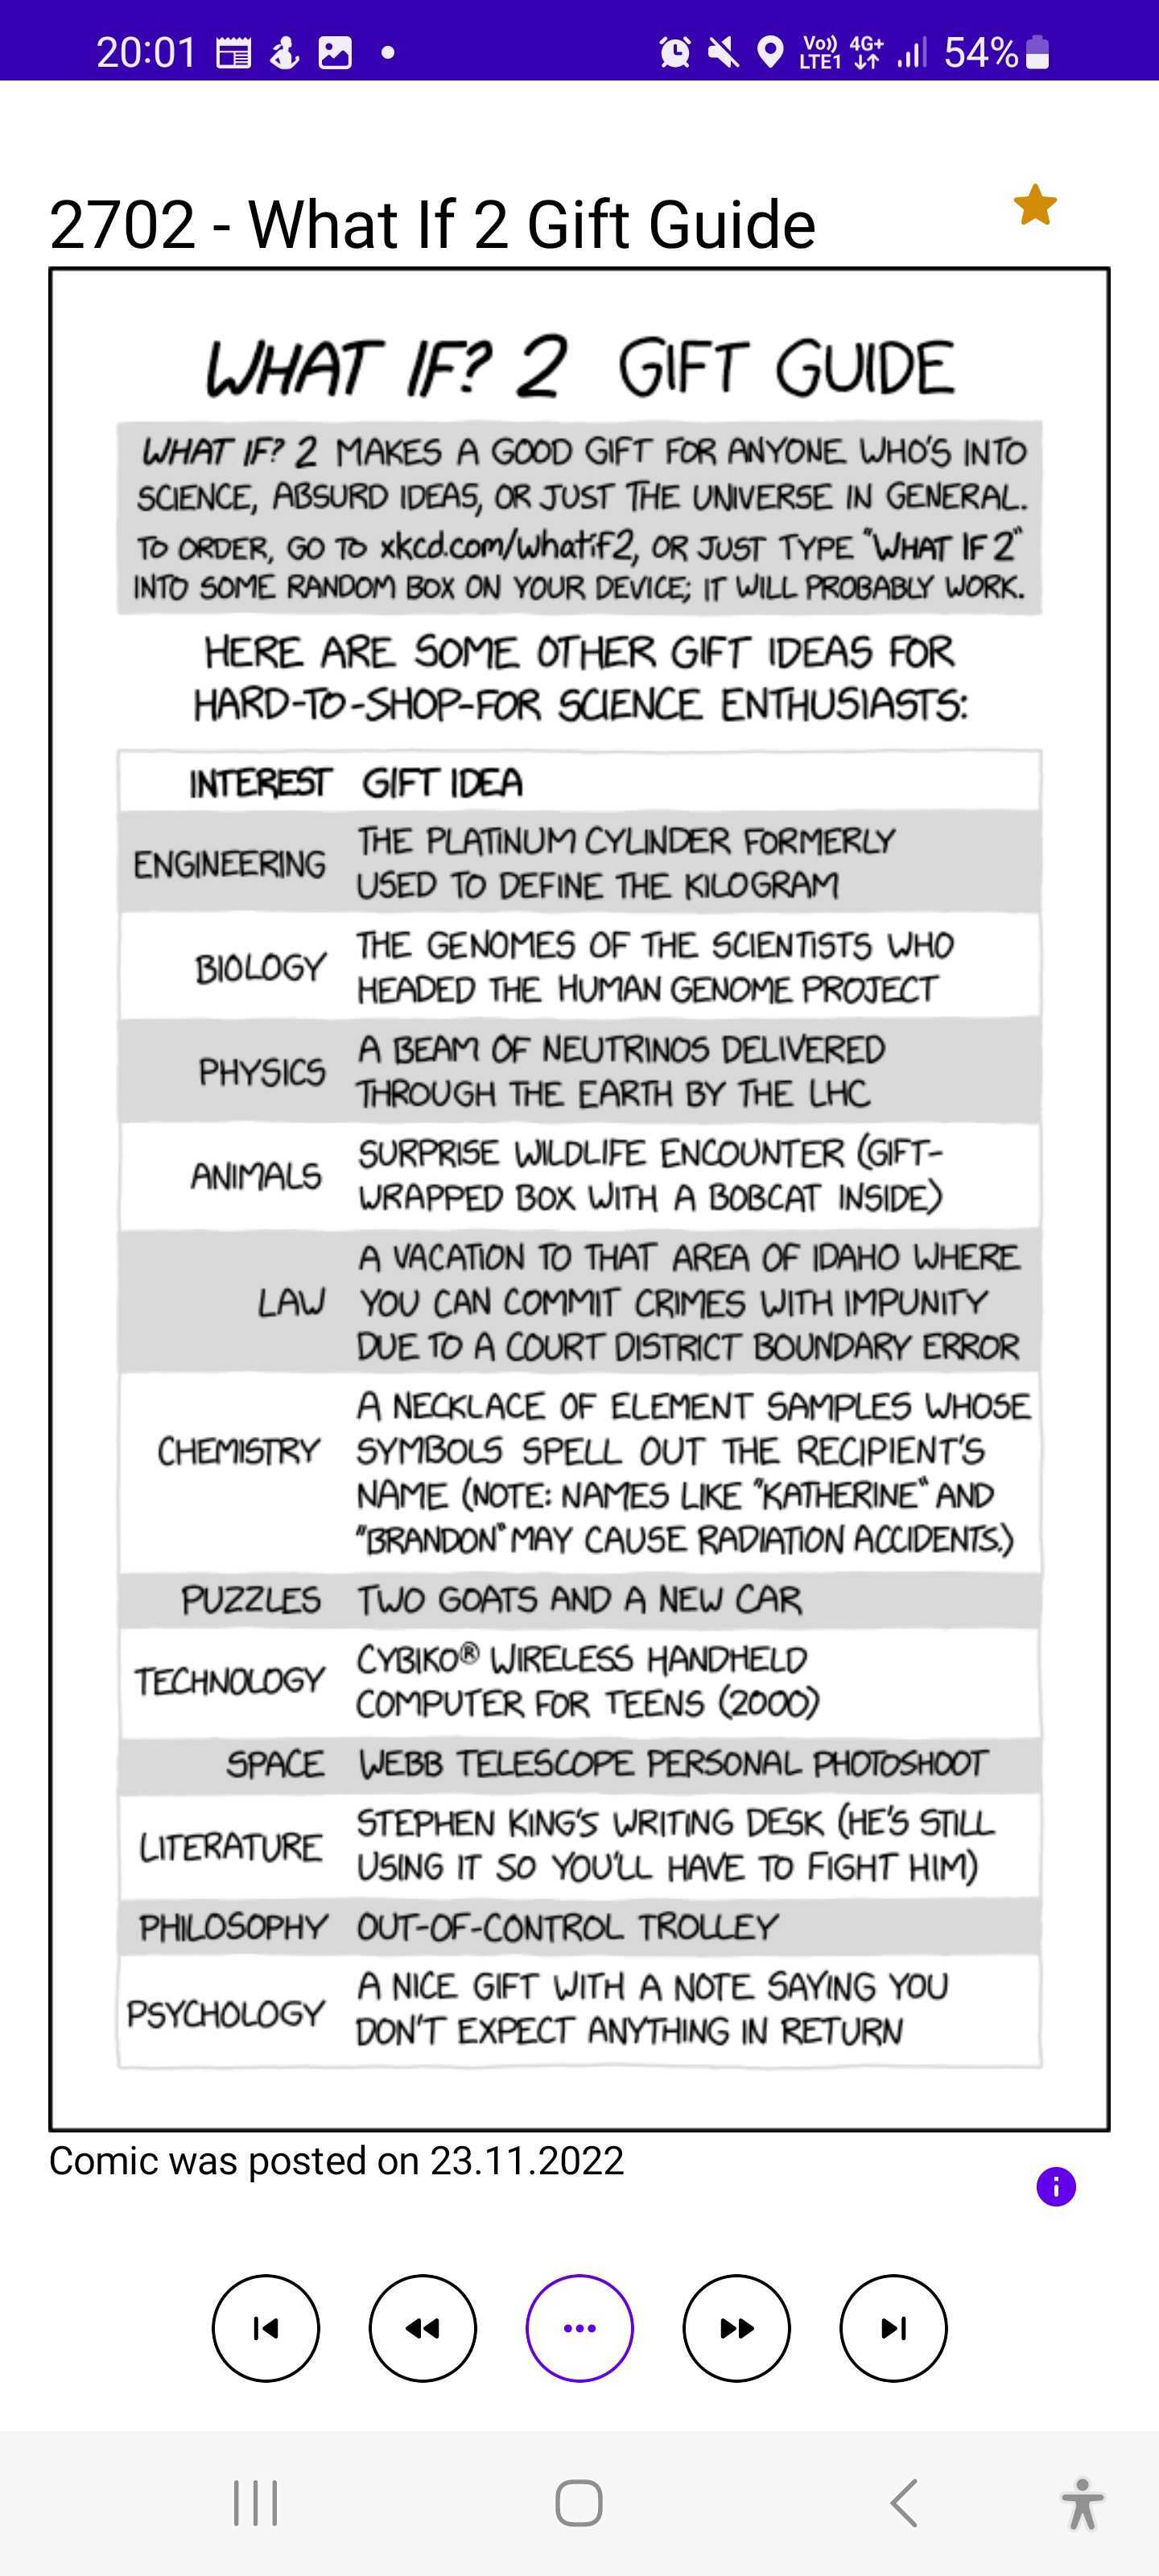 20:01
Vo)) LTE1 4G+ 54%
2702 - What If 2 Gift Guide
WHAT IF? 2 GIFT GUIDE
WHAT IF? 2 MAKES A GOOD GIFT FOR ANYONE WHO'S INTO
SCIENCE, ABSURD IDEAS, OR JUST THE UNIVERSE IN GENERAL.
TO ORDER, GO TO xkcd.com/whatif2, OR JUST TYPE "WHAT IF 2"
INTO SOME RANDOM BOX ON YOUR DEVICE; IT WILL PROBABLY WORK.
HERE ARE SOME OTHER GIFT IDEAS FOR
HARD-TO-SHOP-FOR SCIENCE ENTHUSIASTS:
INTEREST GIFT IDEA
ENGINEERING THE PLATINUM CYLINDER FORMERLY
USED TO DEFINE THE KILOGRAM
BIOLOGY THE GENOMES OF THE SCIENTISTS WHO
HEADED THE HUMAN GENOME PROJECT
PHYSICS A BEAM OF NEUTRINOS DELIVERED
THROUGH THE EARTH BY THE LHC
ANIMALS SURPRISE WILDLIFE ENCOUNTER (GIFT-
WRAPPED BOX WITH A BOBCAT INSIDE)
LAW A VACATION TO THAT AREA OF IDAHO WHERE
YOU CAN COMMIT CRIMES WITH IMPUNITY
DUE TO A COURT DISTRICT BOUNDARY ERROR
CHEMISTRY A NECKLACE OF ELEMENT SAMPLES WHOSE
SYMBOLS SPELL OUT THE RECIPIENT'S
NAME (NOTE: NAMES LIKE "KATHERINE" AND
"BRANDON" MAY CAUSE RADIATION ACCIDENTS.)
PUZZLES TWO GOATS AND A NEW CAR
TECHNOLOGY CYBIKO® WIRELESS HANDHELD
COMPUTER FOR TEENS (2000)
SPACE WEBB TELESCOPE PERSONAL PHOTOSHOOT
LITERATURE STEPHEN KING'S WRITING DESK (HE'S STILL
USING IT SO YOU'LL HAVE TO FIGHT HIM)
PHILOSOPHY OUT-OF-CONTROL TROLLEY
PSYCHOLOGY A NICE GIFT WITH A NOTE SAYING YOU
DON'T EXPECT ANYTHING IN RETURN
Comic was posted on 23.11.2022